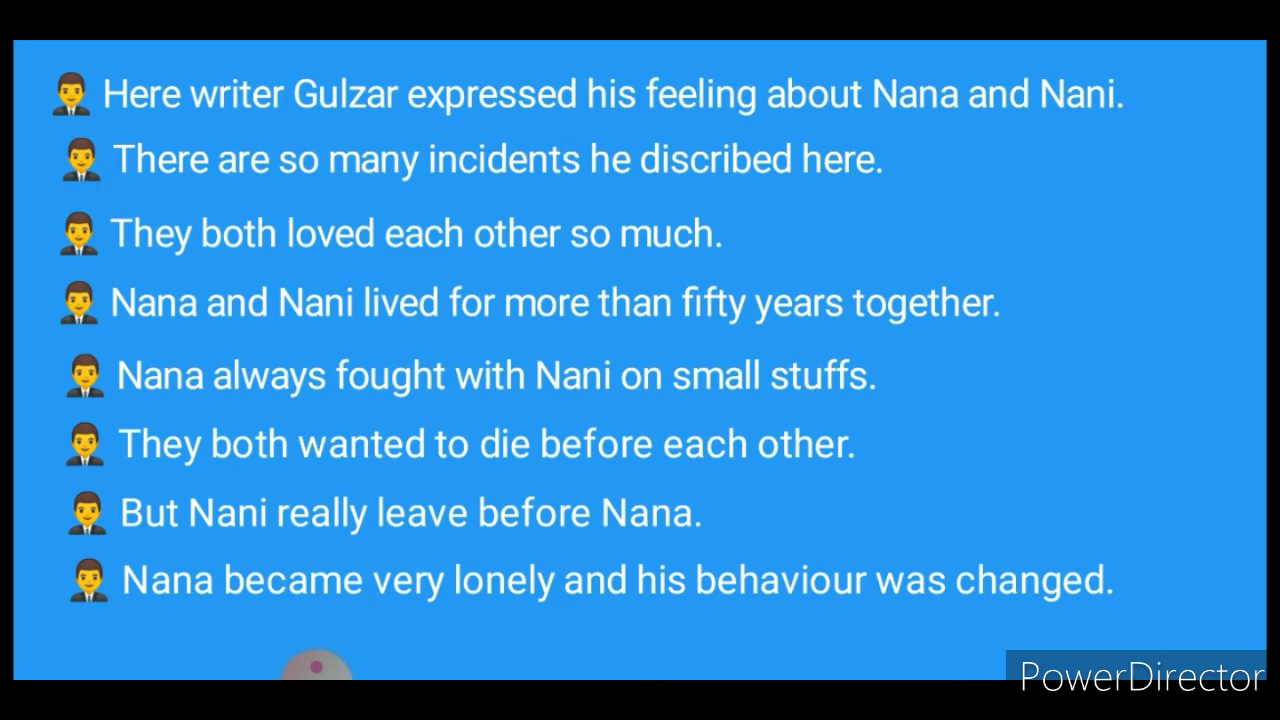 Here writer Gulzar expressed his feeling about Nana and Nani.
There are so many incidents he discribed here.
They both loved each other so much.
Nana and Nani lived for more than fifty years together.
Nana always fought with Nani on small stuffs.
They both wanted to die before each other.
But Nani really leave before Nana.
Nana became very lonely and his behaviour was changed.
PowerDirector